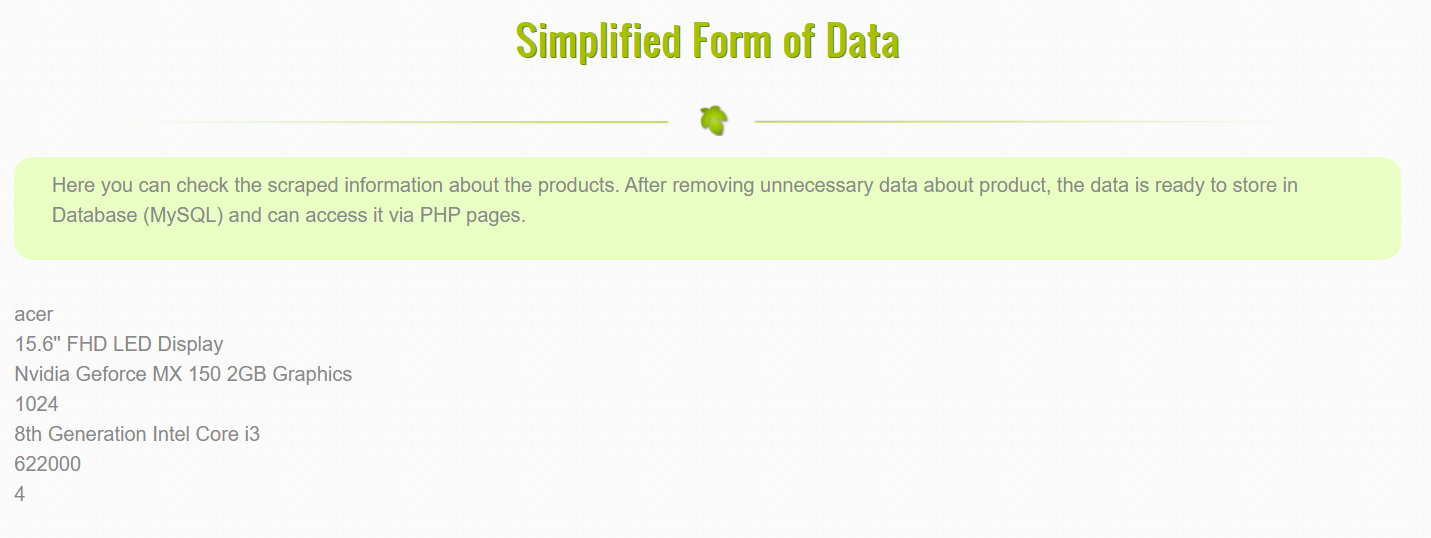 Simplified Form of Data
Here you can check the scraped information about the products. After removing unnecessary data about product, the data is ready to store in
Database (MySQL) and can access it via PHP pages.
acer
15.6" FHD LED Display
Nvidia Geforce MX 150 2GB Graphics
1024
8th Generation Intel Core i3
622000
4